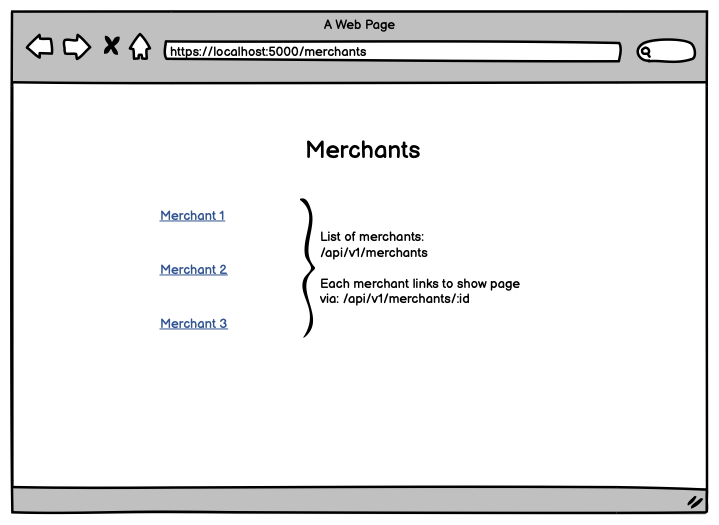 A Web Page
https://localhost:5000/merchants
Merchants
Merchant 1
Merchant 2
Merchant 3
List of merchants:
/api/v1/merchants
Each merchant links to show page
via: /api/v1/merchants/:id